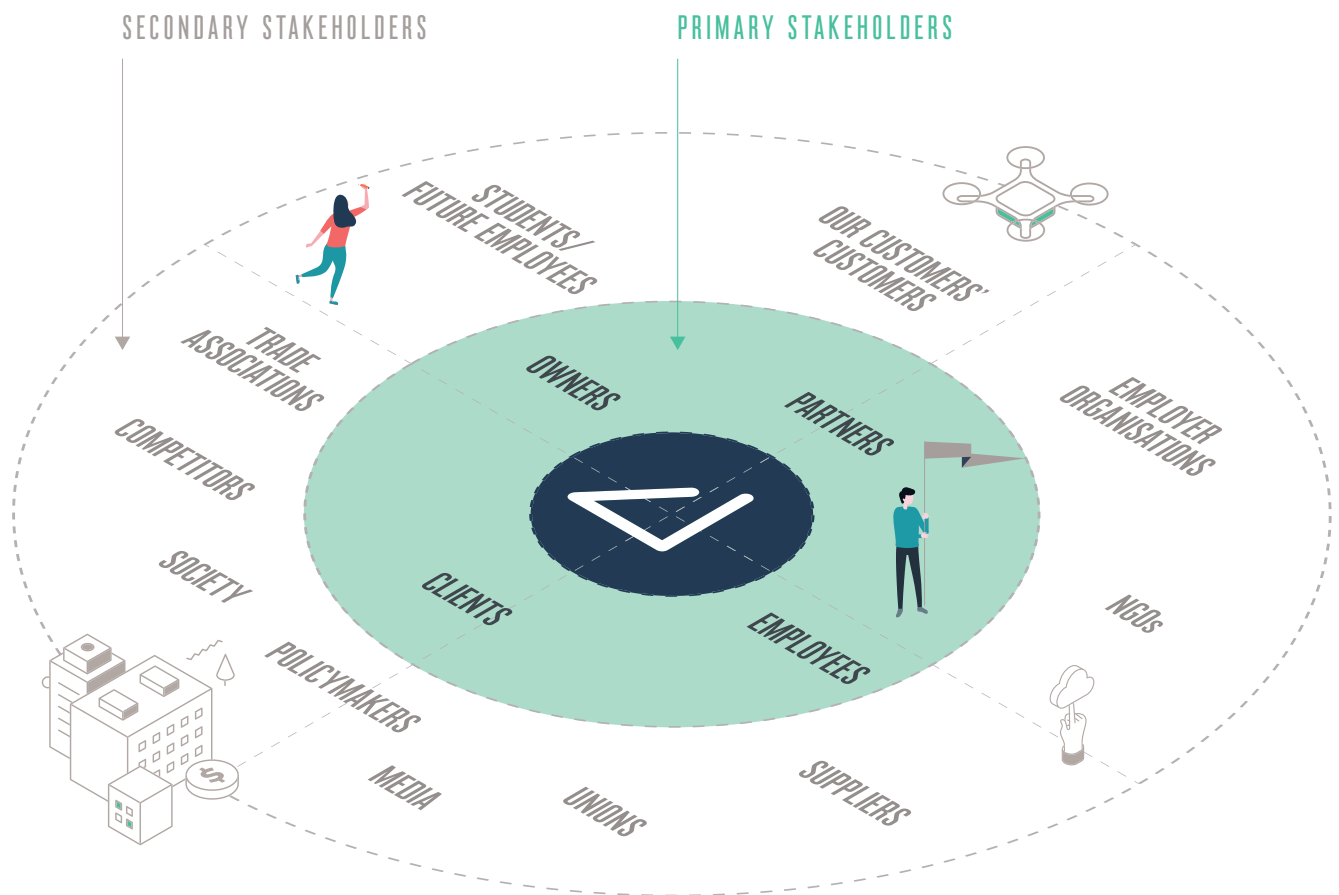 SECONDARY STAKEHOLDERS
PRIMARY STAKEHOLDERS
STUDENTS/
FUTURE EMPLOYEES
OUR CUSTOMERS'
CUSTOMERS
TRADE
ASSOCIATIONS
OWNERS
PARTNERS
EMPLOYER
ORGANISATIONS
COMPETITORS
SOCIETY
CLIENTS
EMPLOYEES
NGOs
POLICYMAKERS
MEDIA
UNIONS
SUPPLIERS
$